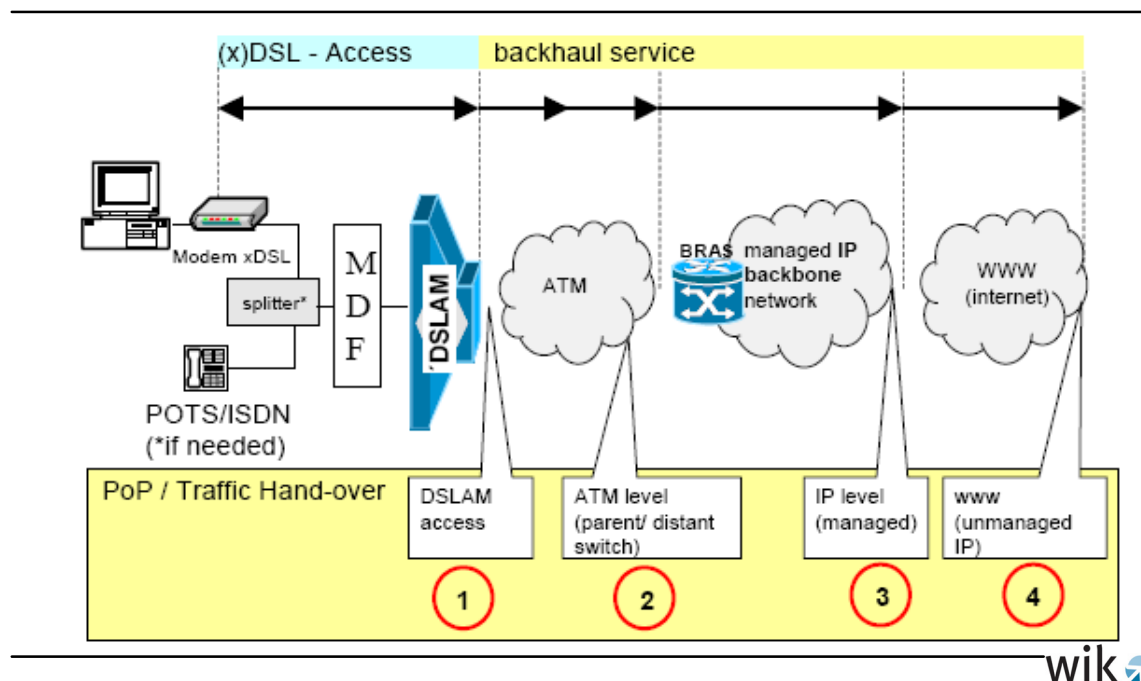 (x)DSL - Access
backhaul service
Modem xDSL
splitter*
POTS/ISDN
(*if needed)
M
D
F
DSLAM
ATM
BRAS
managed IP
backbone
network
WWW
(internet)
PoP / Traffic Hand-over
DSLAM
access
ATM level
(parent/ distant
switch)
IP level
(managed)
www
(unmanaged
IP)
1
2
3
4
wik